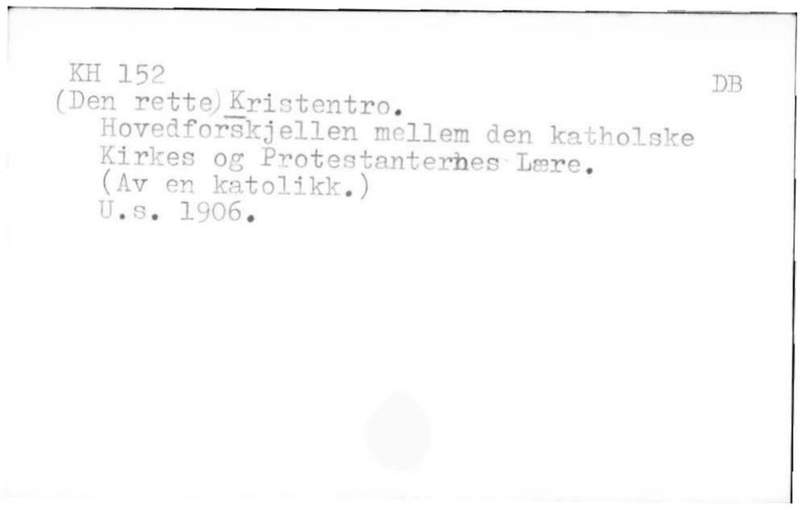 KH 152 DB
(Den rette) Kristentro.
Hovedforskjellen mellem den katholske
Kirkes og Protestanternes Lære.
(Av en katolikk.)
U.s. 1906.